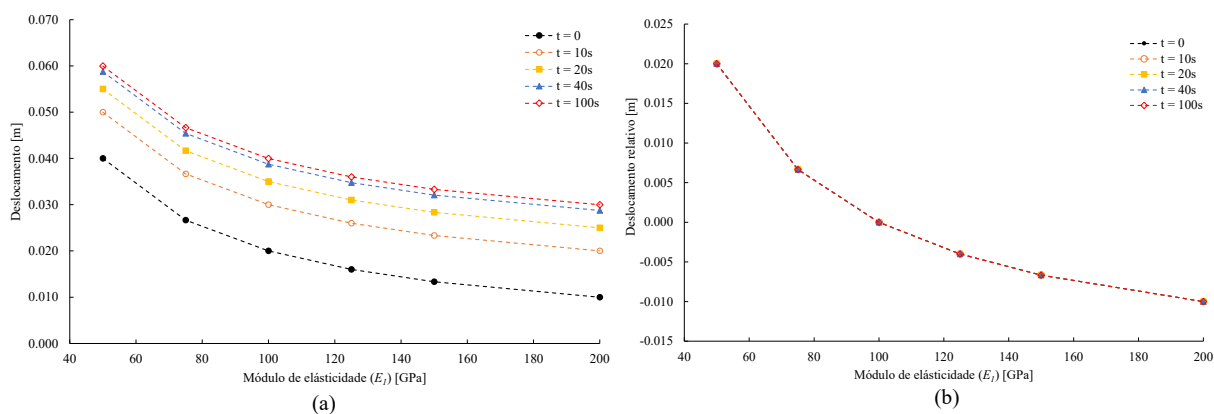 0.070
0.060
0.050
0.040
0.030
0.020
0.010
0.000
Deslocamento [m]
40 60 80 100 120 140 160 180 200
Módulo de elásticidade (E1) [GPa]
t = 0
t = 10s
t = 20s
t = 40s
t = 100s
(a)
0.025
0.020
0.015
0.010
0.005
0.000
-0.005
-0.010
-0.015
Deslocamento relativo [m]
40 60 80 100 120 140 160 180 200
Módulo de elásticidade (E1) [GPa]
t = 0
t = 10s
t = 20s
t = 40s
t = 100s
(b)